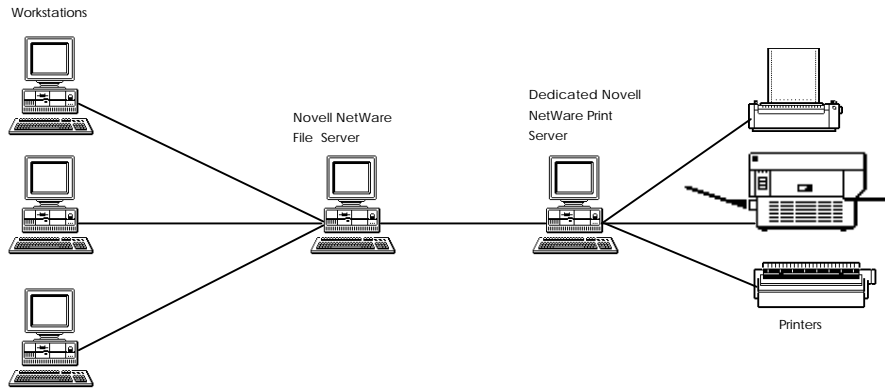 Workstations
Novell NetWare
File Server
Dedicated Novell
NetWare Print
Server
Printers